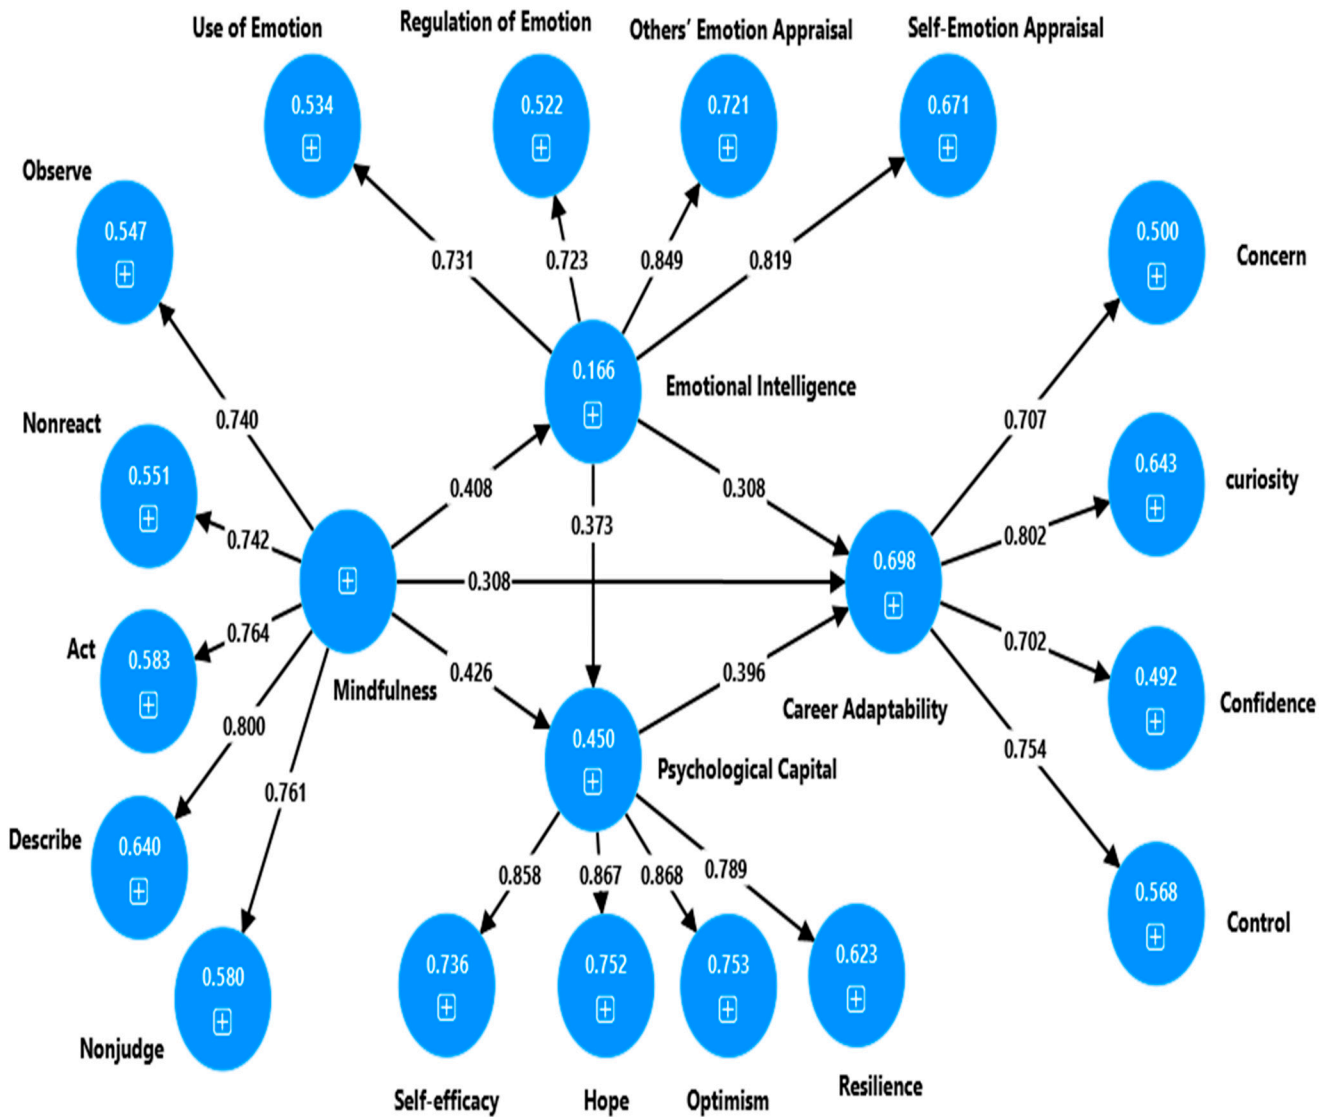 Use of Emotion
Regulation of Emotion
Others' Emotion Appraisal
Self-Emotion Appraisal
0.534
0.522
0.721
0.671
Observe
0.547
0.500
Concern
0.731
0.723
0.849
0.819
0.166
Emotional Intelligence
0.740
0.707
Nonreact
0.551
0.643
curiosity
0.408
0.308
0.742
0.373
0.802
0.308
0.698
Act
0.583
0.764
0.426
0.396
0.702
0.492
Confidence
Mindfulness
Career Adaptability
0.800
0.450
Psychological Capital
0.754
0.761
Describe
0.640
0.858
0.867
0.868
0.789
0.568
Control
0.580
0.736
0.752
0.753
0.623
Nonjudge
Self-efficacy
Hope
Optimism
Resilience